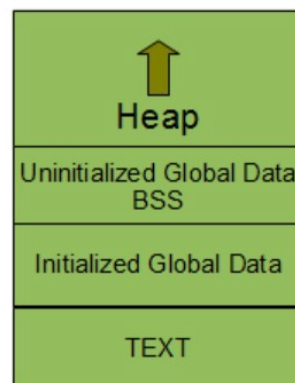 Heap
Uninitialized Global Data
BSS
Initialized Global Data
TEXT